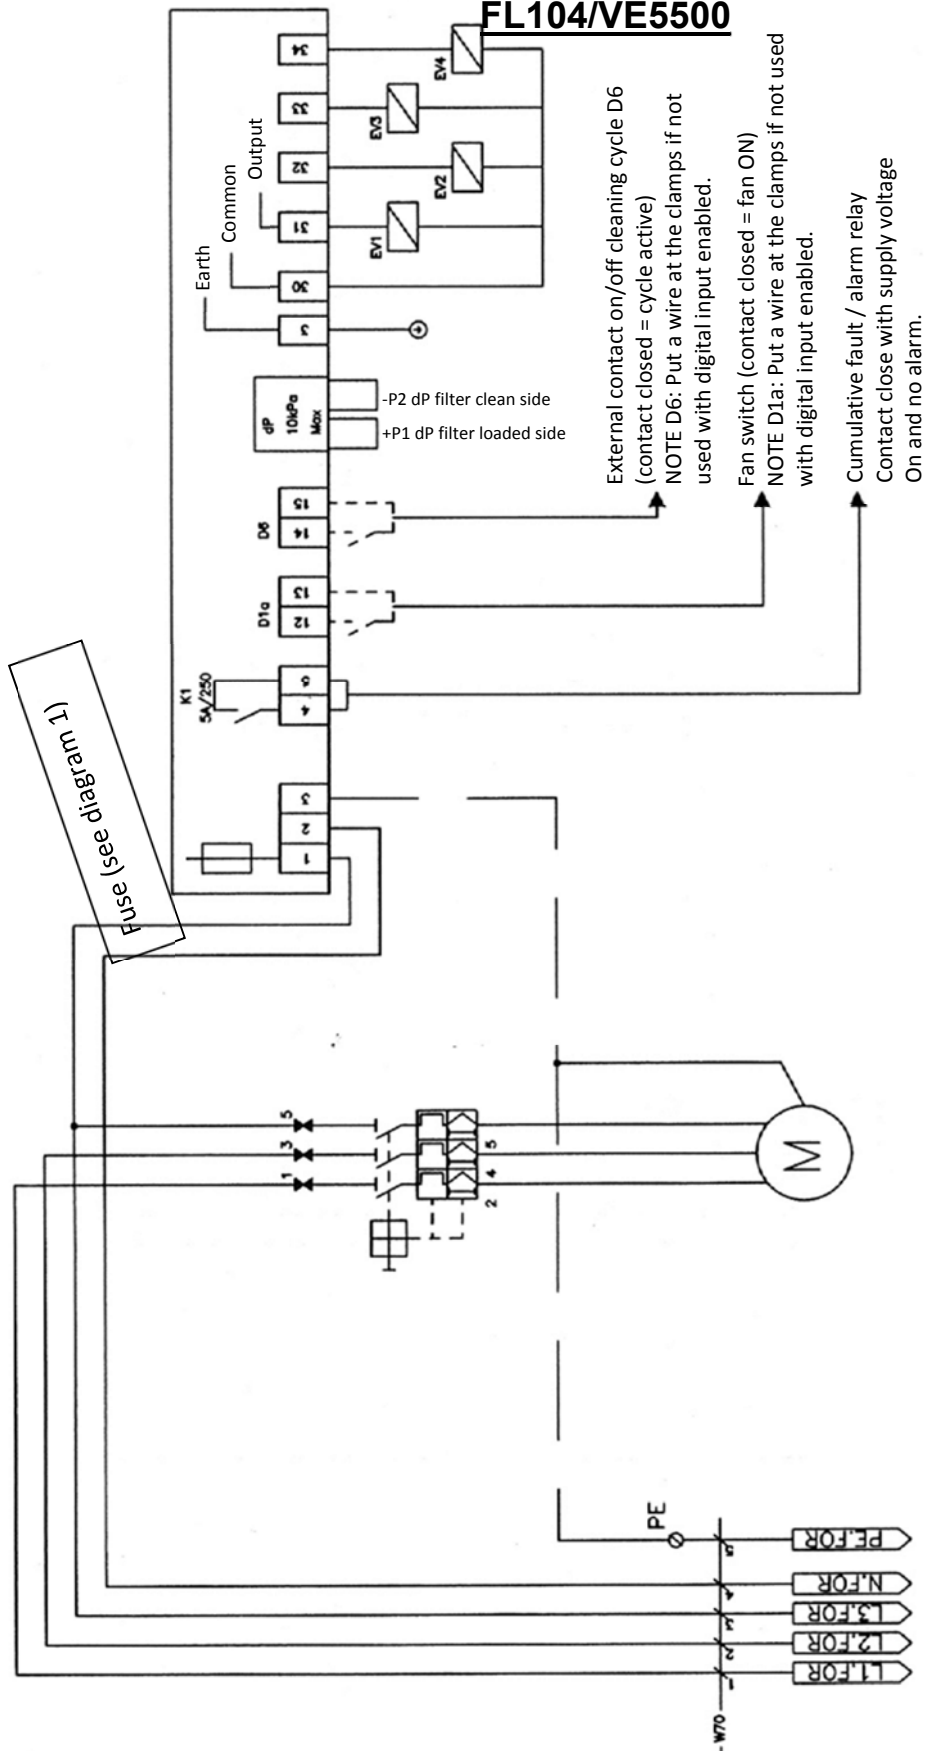 FL104/VE5500
34
33
32
31
30
3
EV4
EV3
EV2
EV1
Output
Common
Earth
dP
10kPa
Max
-P2 dP filter clean side
+P1 dP filter loaded side
D6
15
14
D1a
13
12
K1
5A/250
6
4
3
2
1
External contact on/off cleaning cycle D6
(contact closed = cycle active)
NOTE D6: Put a wire at the clamps if not
used with digital input enabled.
Fan switch (contact closed = fan ON)
NOTE D1a: Put a wire at the clamps if not used
with digital input enabled.
Cumulative fault / alarm relay
Contact close with supply voltage
On and no alarm.
Fuse (see diagram 1)
5
3
1
5
4
2
M
PE
5
4
3
2
1
PE.FOR
N.FOR
L3.FOR
L2.FOR
L1.FOR
- W70